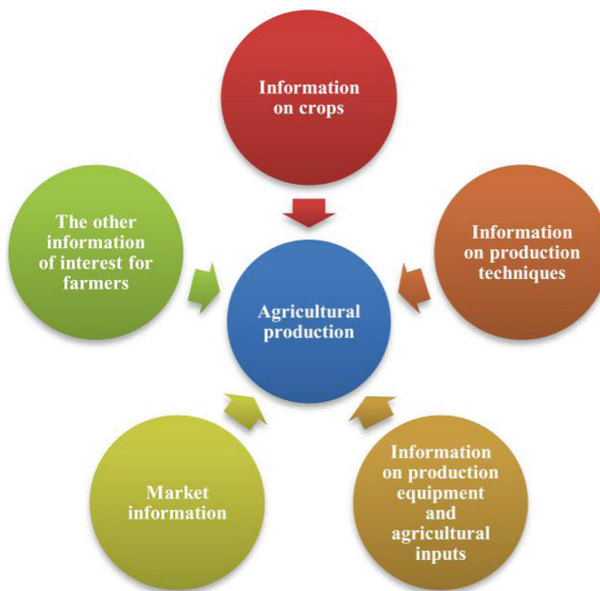 Information
on crops
The other
information
of interest for
farmers
Information
on production
techniques
Agricultural
production
Market
information
Information
on production
equipment
and
agricultural
inputs